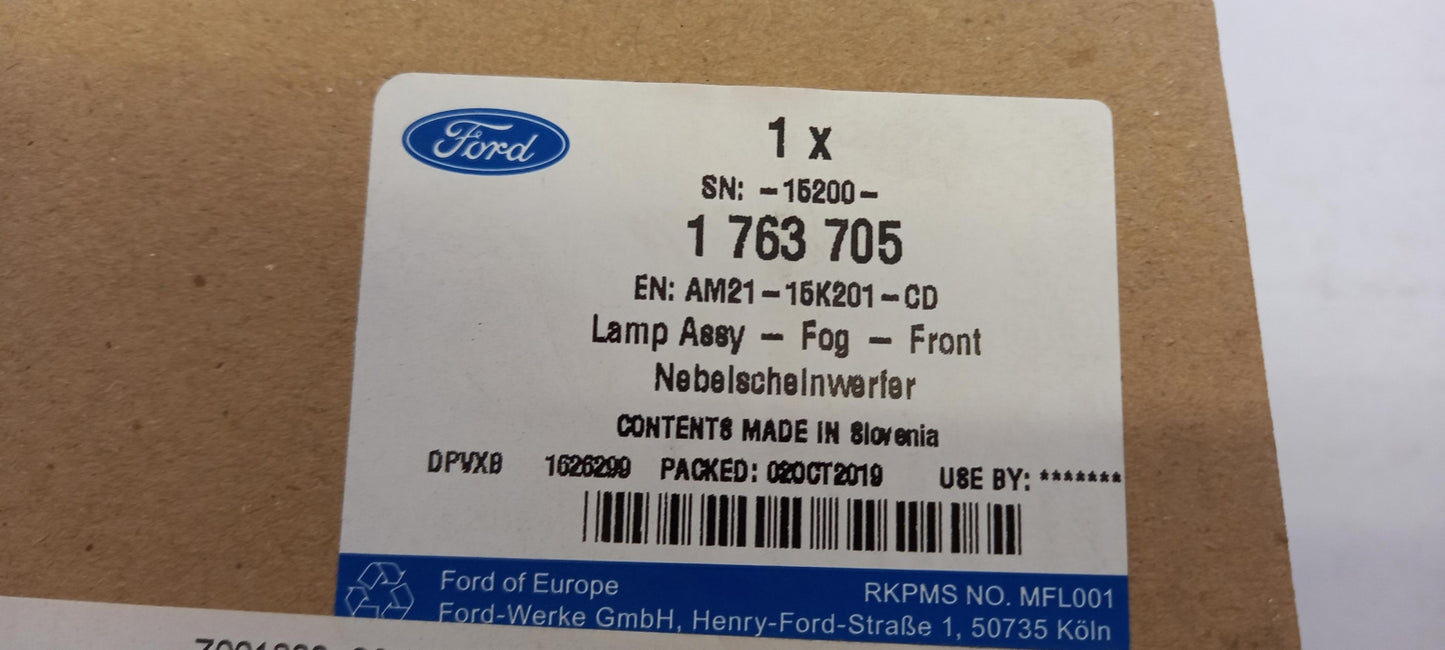 Ford
1 x
SN: -15200-
1 763 705
EN: AM21-15K201-CD
Lamp Assy - Fog - Front
Nebelscheinwerfer
CONTENTS MADE IN Slovenia
DPVXB 1626299 PACKED: 02OCT2019 USE BY: *******
Ford of Europe RKPMS NO. MFL001
Ford-Werke GmbH, Henry-Ford-Straße 1, 50735 Köln